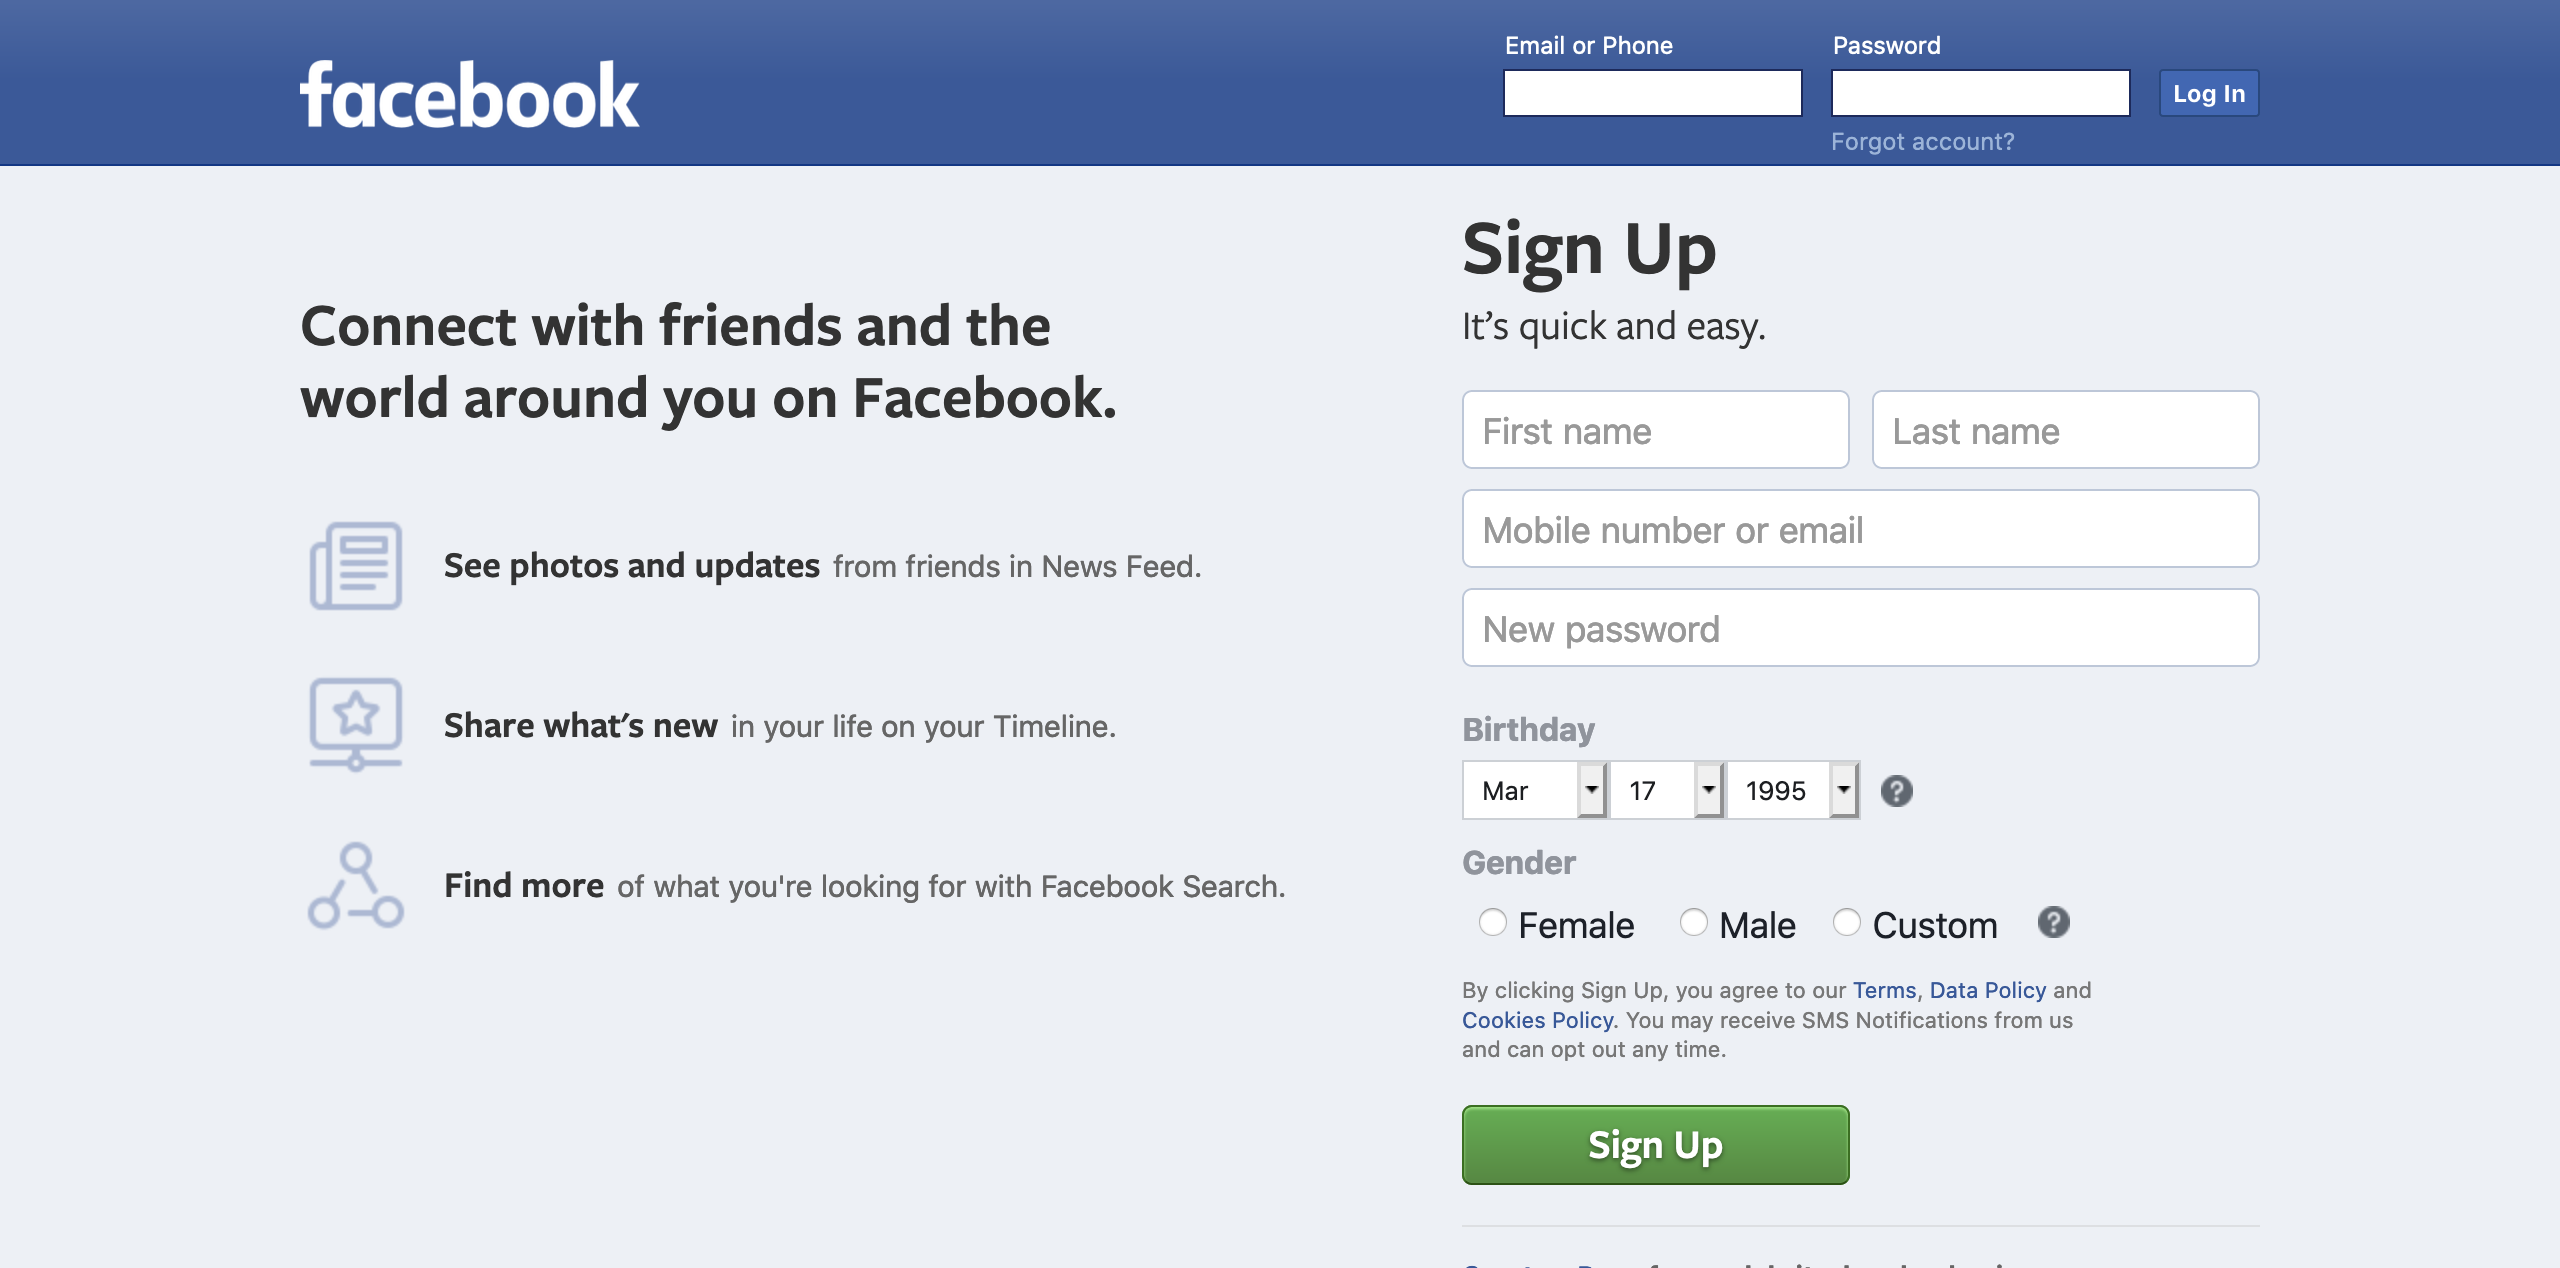 facebook
Email or Phone
Password
Log In
Forgot account?
Connect with friends and the
world around you on Facebook.
See photos and updates from friends in News Feed.
Share what's new in your life on your Timeline.
Find more of what you're looking for with Facebook Search.
Sign Up
It’s quick and easy.
First name
Last name
Mobile number or email
New password
Birthday
Mar 17 1995
Gender
Female Male Custom
By clicking Sign Up, you agree to our Terms, Data Policy and
Cookies Policy. You may receive SMS Notifications from us
and can opt out any time.
Sign Up